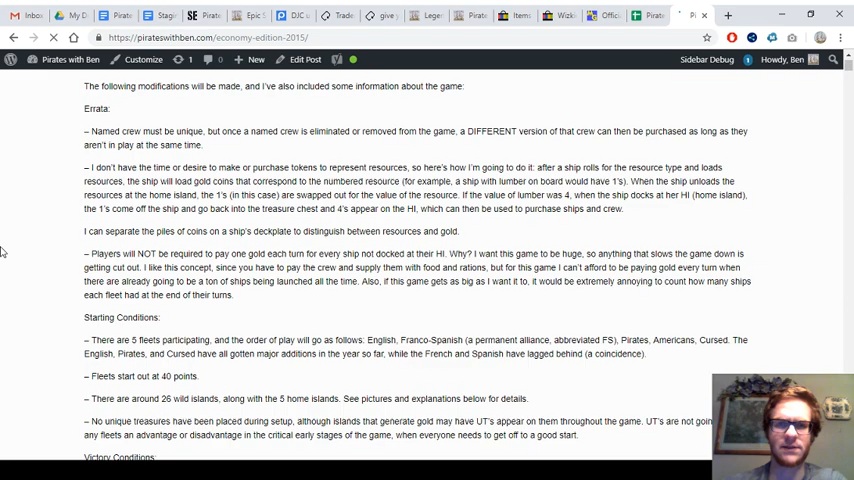 Inbox
My D
Pirate
Stagin
Pirate
Epic S
DJC u
Trade
give y
Leger
Pirate
Items
Wizk
Offici
Pirate
Pi
https://pirateswithben.com/economy-edition-2015/
Pirates with Ben
Customize
1
New
Edit Post
Sidebar Debug
1
Howdy, Ben
The following modifications will be made, and I've also included some information about the game:
Errata:
– Named crew must be unique, but once a named crew is eliminated or removed from the game, a DIFFERENT version of that crew can then be purchased as long as they
aren't in play at the same time.
– I don't have the time or desire to make or purchase tokens to represent resources, so here's how I'm going to do it: after a ship rolls for the resource type and loads
resources, the ship will load gold coins that correspond to the numbered resource (for example, a ship with lumber on board would have 1's). When the ship unloads the
resources at the home island, the 1's (in this case) are swapped out for the value of the resource. If the value of lumber was 4, when the ship docks at her HI (home island),
the 1's come off the ship and go back into the treasure chest and 4's appear on the HI, which can then be used to purchase ships and crew.
I can separate the piles of coins on a ship's deckplate to distinguish between resources and gold.
– Players will NOT be required to pay one gold each turn for every ship not docked at their HI. Why? I want this game to be huge, so anything that slows the game down is
getting cut out. I like this concept, since you have to pay the crew and supply them with food and rations, but for this game I can't afford to be paying gold every turn when
there are already going to be a ton of ships being launched all the time. Also, if this game gets as big as I want it to, it would be extremely annoying to count how many ships
each fleet had at the end of their turns.
Starting Conditions:
– There are 5 fleets participating, and the order of play will go as follows: English, Franco-Spanish (a permanent alliance, abbreviated FS), Pirates, Americans, Cursed. The
English, Pirates, and Cursed have all gotten major additions in the year so far, while the French and Spanish have lagged behind (a coincidence).
– Fleets start out at 40 points.
– There are around 26 wild islands, along with the 5 home islands. See pictures and explanations below for details.
– No unique treasures have been placed during setup, although islands that generate gold may have UT's appear on them throughout the game. UT's are not goin
any fleets an advantage or disadvantage in the critical early stages of the game, when everyone needs to get off to a good start.
Victory Conditions: